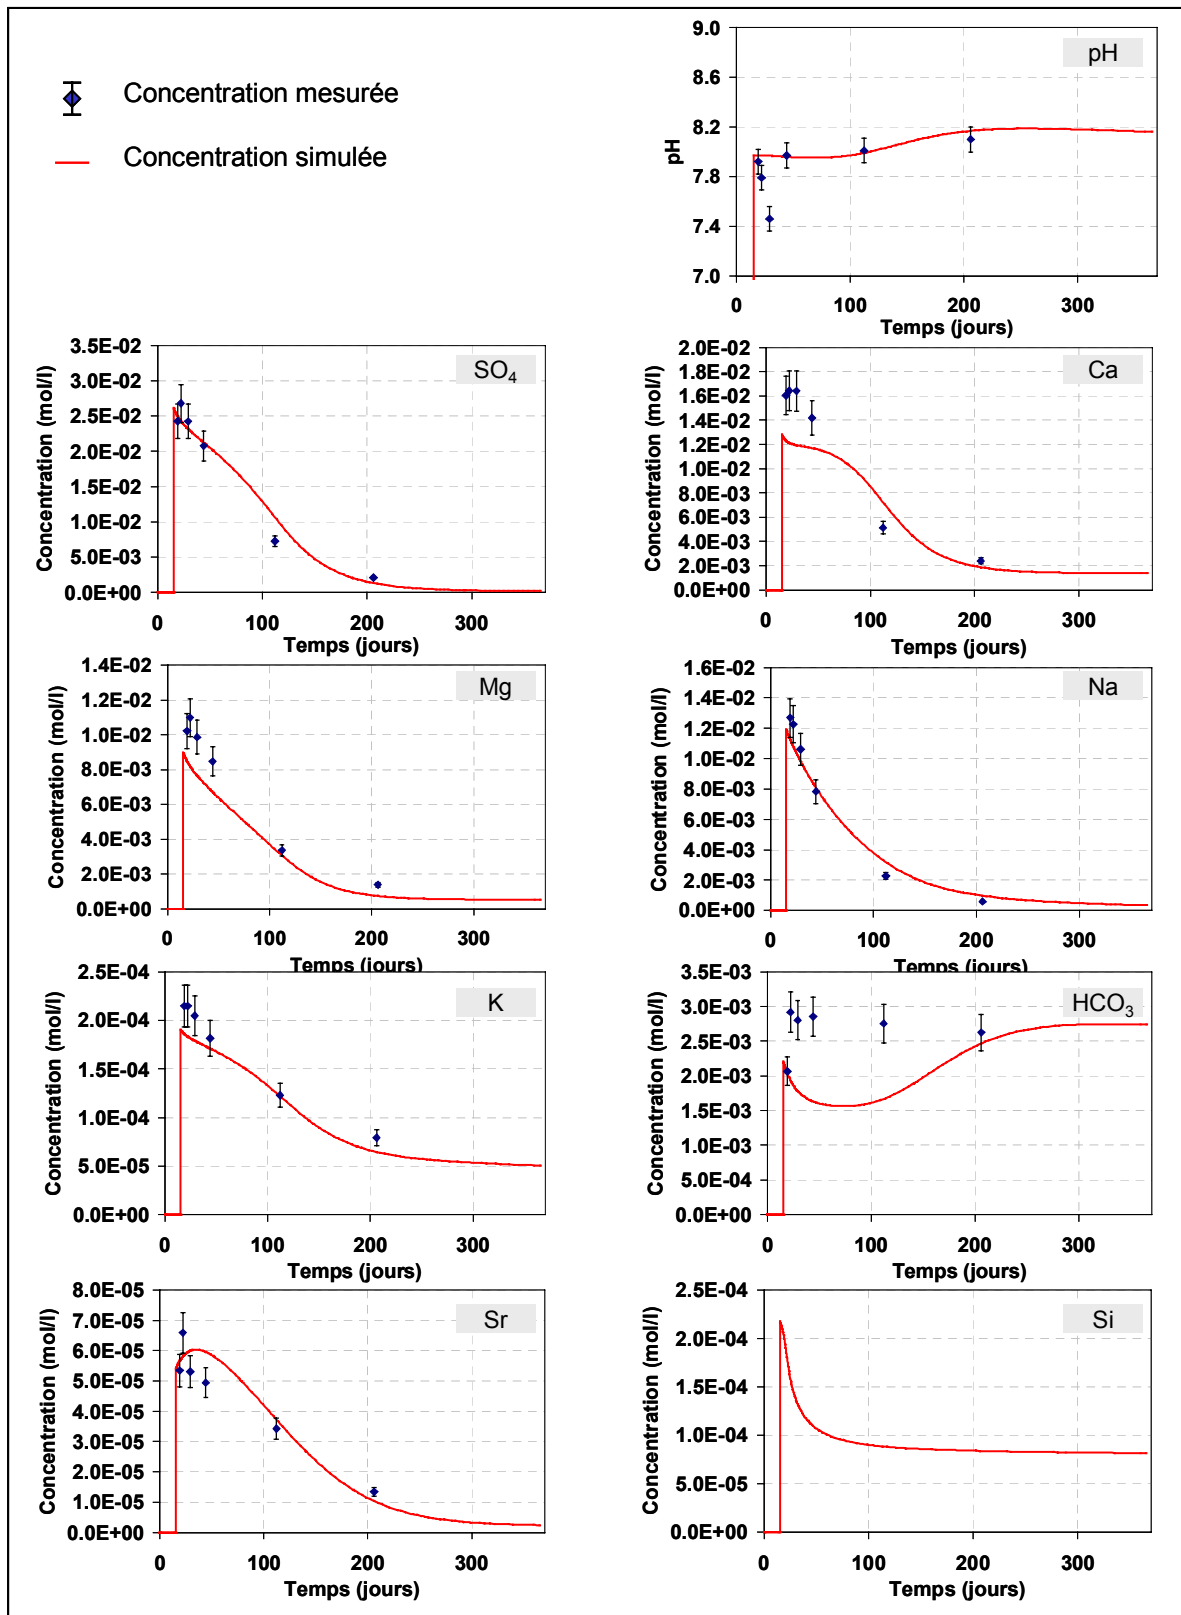 Concentration mesurée
Concentration simulée
pH
9.0
8.6
8.2
7.8
7.4
7.0
pH
0 100 200 300
Temps (jours)
SO4
3.5E-02
3.0E-02
2.5E-02
2.0E-02
1.5E-02
1.0E-02
5.0E-03
0.0E+00
Concentration (mol/l)
0 100 200 300
Temps (jours)
Ca
2.0E-02
1.8E-02
1.6E-02
1.4E-02
1.2E-02
1.0E-02
8.0E-03
6.0E-03
4.0E-03
2.0E-03
0.0E+00
Concentration (mol/l)
0 100 200 300
Temps (jours)
Mg
1.4E-02
1.2E-02
1.0E-02
8.0E-03
6.0E-03
4.0E-03
2.0E-03
0.0E+00
Concentration (mol/l)
0 100 200 300
Temps (jours)
Na
1.6E-02
1.4E-02
1.2E-02
1.0E-02
8.0E-03
6.0E-03
4.0E-03
2.0E-03
0.0E+00
Concentration (mol/l)
0 100 200 300
Temps (jours)
K
2.5E-04
2.0E-04
1.5E-04
1.0E-04
5.0E-05
0.0E+00
Concentration (mol/l)
0 100 200 300
Temps (jours)
HCO3
3.5E-03
3.0E-03
2.5E-03
2.0E-03
1.5E-03
1.0E-03
5.0E-04
0.0E+00
Concentration (mol/l)
0 100 200 300
Temps (jours)
Sr
8.0E-05
7.0E-05
6.0E-05
5.0E-05
4.0E-05
3.0E-05
2.0E-05
1.0E-05
0.0E+00
Concentration (mol/l)
0 100 200 300
Temps (jours)
Si
2.5E-04
2.0E-04
1.5E-04
1.0E-04
5.0E-05
0.0E+00
Concentration (mol/l)
0 100 200 300
Temps (jours)